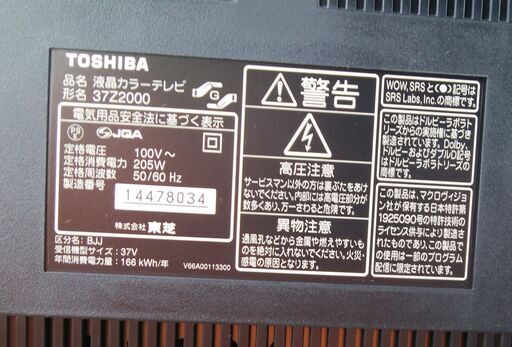 TOSHIBA
品名 液晶カラーテレビ
形名 37Z2000
電気用品安全法に基づく表示
PS
E
JQA
定格電圧 100V～
定格消費電力 205W
定格周波数 50/60 Hz
製造番号 14478034
株式会社 東芝
区分名: BJJ
受信機型サイズ: 37V
年間消費電力量: 166 kWh/年
V66A00113300
警告
高圧注意
サービスマン以外の方は裏ぶたをあけ
ないでください。内部には高電圧部分が
数多くあり、万一さわると危険です。
異物注意
通風孔などから金属や燃えやすいも
のを絶対に入れないでください。火災・
感電の原因となります。
WOW, SRSと(●)記号は
SRS Labs, Inc.の商標です。
この製品はドルビーラボラト
リーズからの実施権に基づき
製造されています。Dolby、
ドルビーおよびダブルD記号は
ドルビーラボラトリーズの商標
です。
この製品は、マクロヴィジョ
ン社が保有する日本特許第
1925090号の特許技術の
ライセンス供与により製造さ
れたものであり、この製品で
の使用は一部のプログラム
配信に限定されています。